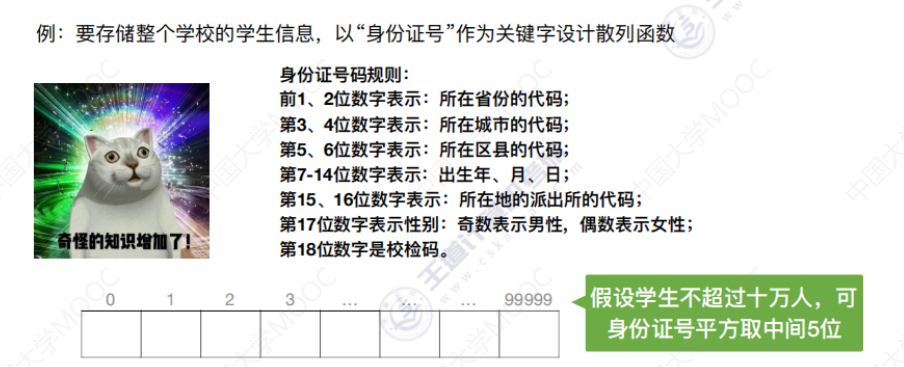 例：要存储整个学校的学生信息，以“身份证号”作为关键字设计散列函数
身份证号码规则：
前1、2位数字表示：所在省份的代码；
第3、4位数字表示：所在城市的代码；
第5、6位数字表示：所在区县的代码；
第7-14位数字表示：出生年、月、日；
第15、16位数字表示：所在地的派出所的代码；
第17位数字表示性别：奇数表示男性，偶数表示女性；
第18位数字是校检码。
奇怪的知识增加了！
0 1 2 3 ... ... ... 99999
假设学生不超过十万人，可
身份证号平方取中间5位
中国大学MOOC